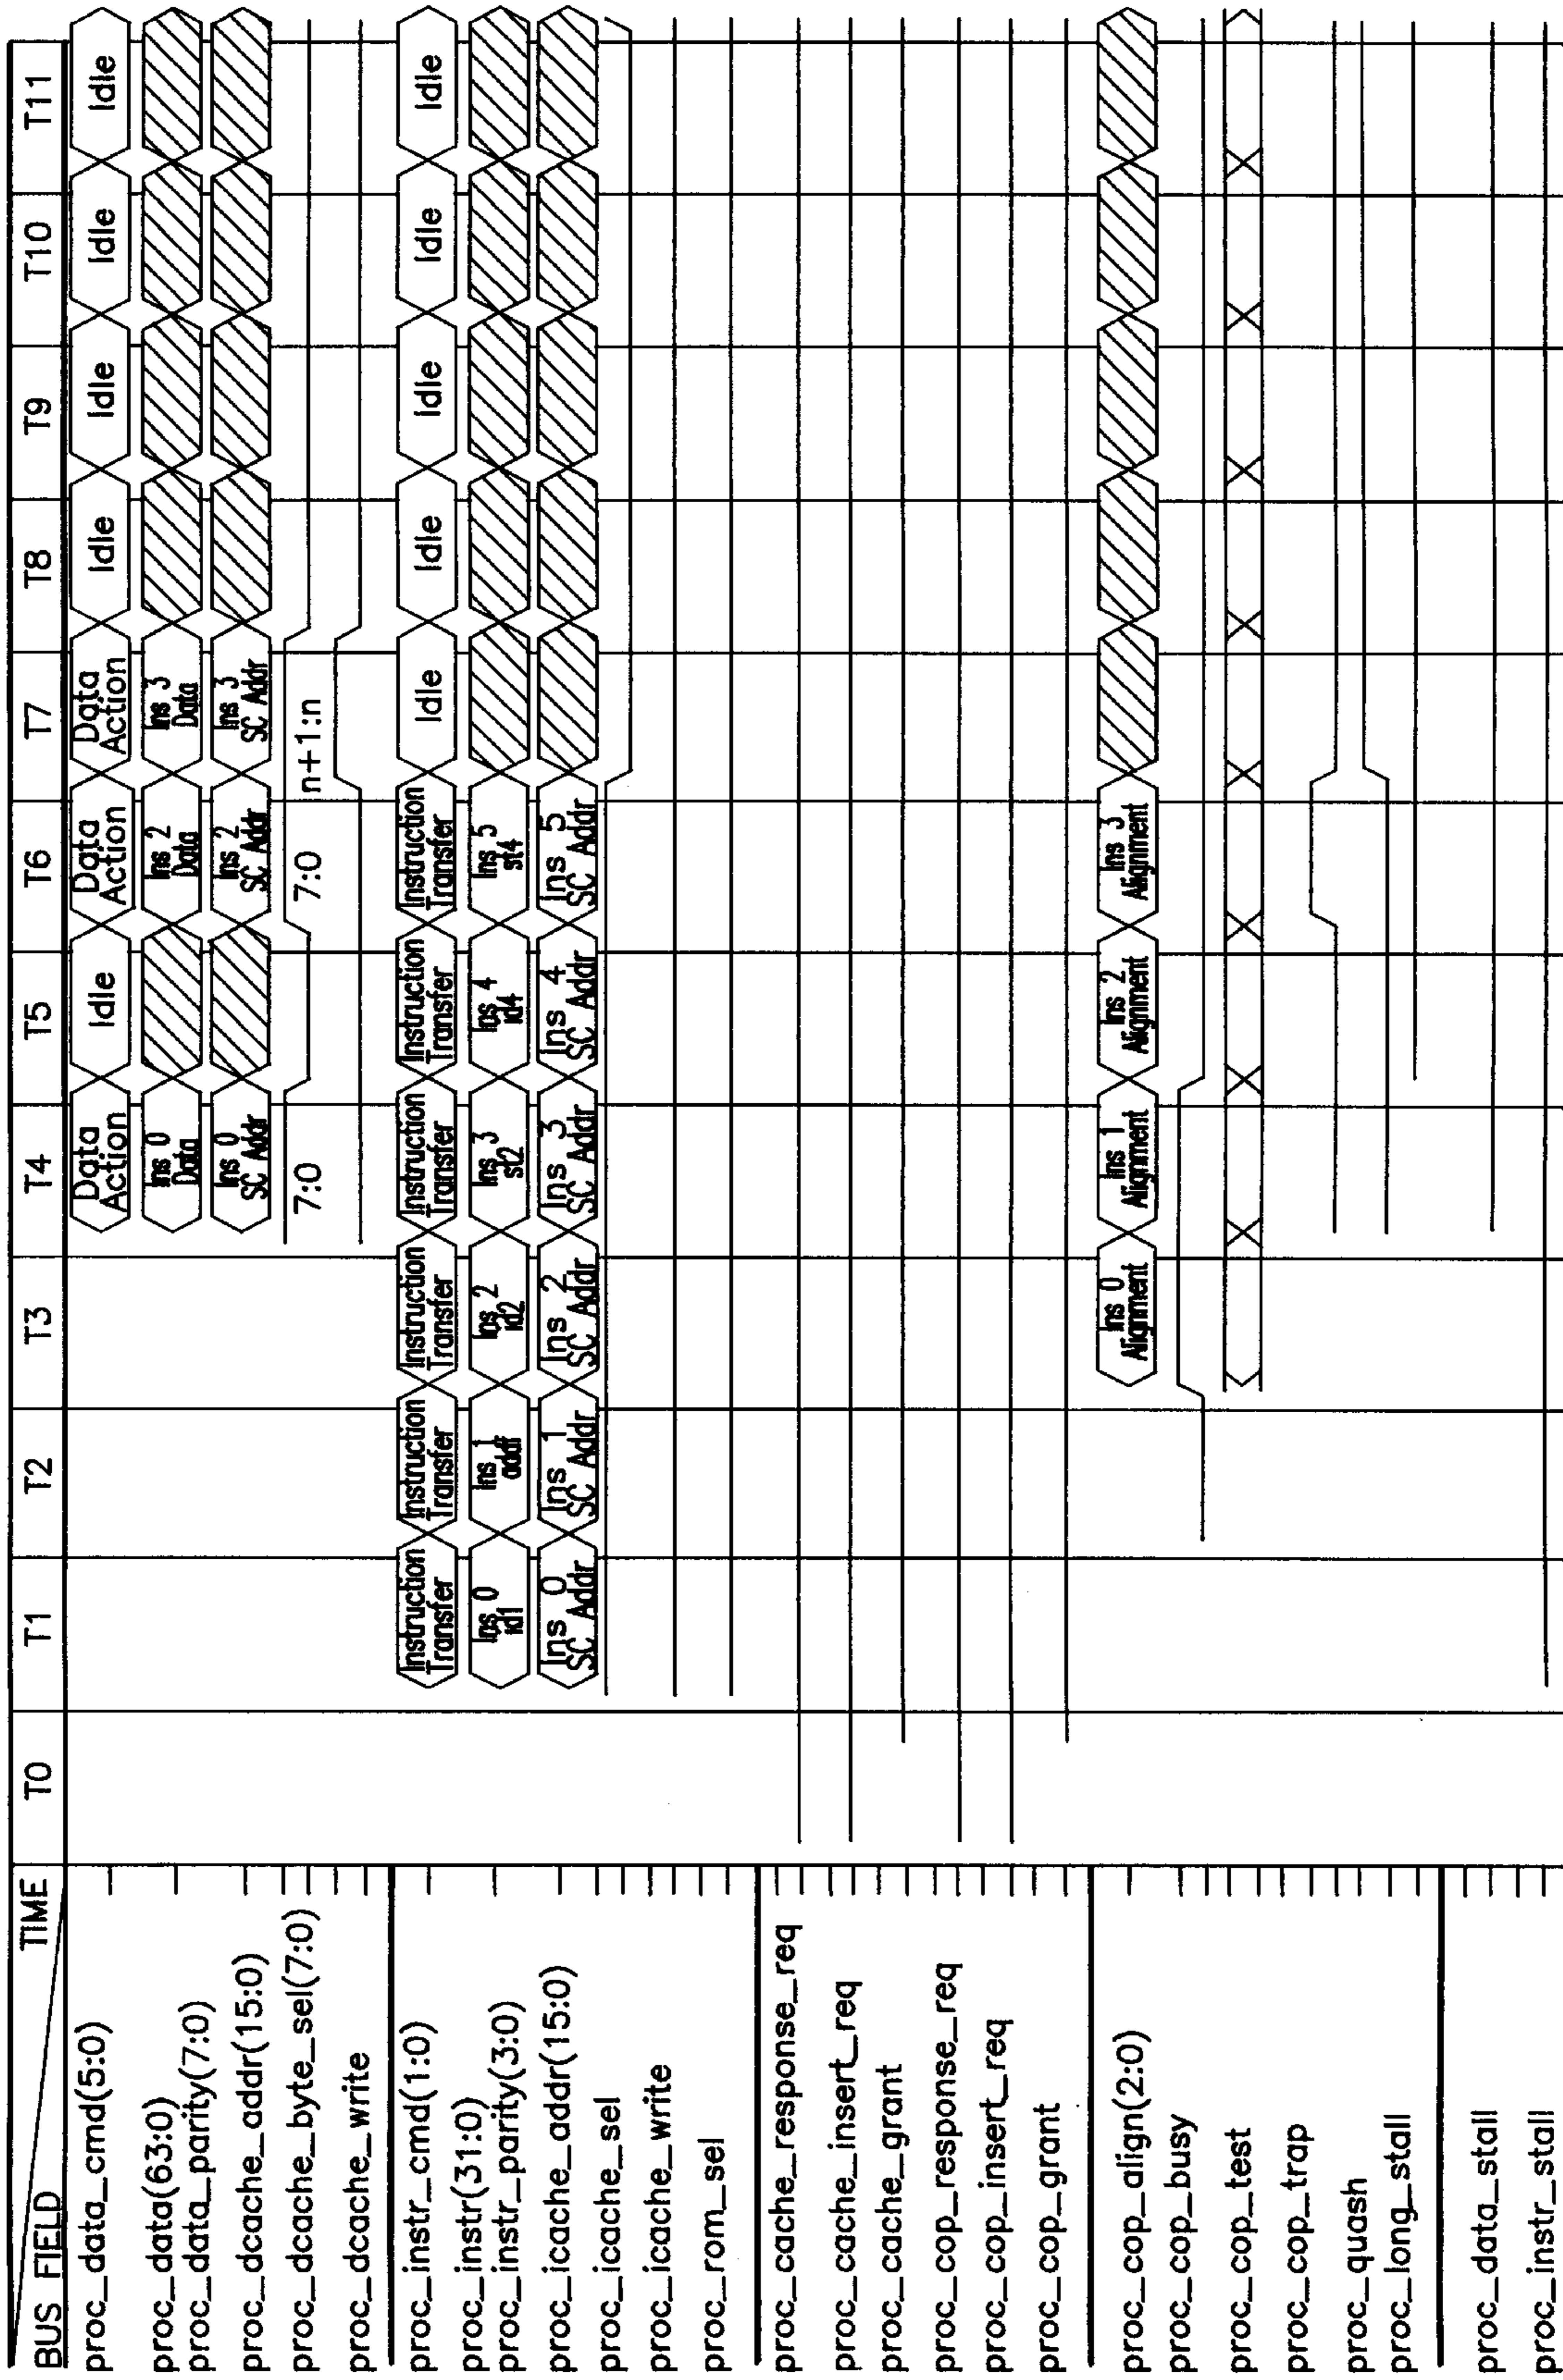 BUS FIELD TIME T0 T1 T2 T3 T4 T5 T6 T7 T8 T9 T10 T11
proc_data_cmd(5:0) Data Action Idle Data Action Data Action Idle Idle Idle Idle
proc_data(63:0) Ins 0 Data Ins 2 Data Ins 3 Data
proc_data_parity(7:0)
proc_dcache_addr(15:0) Ins 0 SC Addr Ins 2 SC Addr Ins 3 SC Addr
proc_dcache_byte_sel(7:0) 7:0 7:0 n+1:n
proc_dcache_write
proc_instr_cmd(1:0) Instruction Transfer Instruction Transfer Instruction Transfer Instruction Transfer Instruction Transfer Instruction Transfer Idle Idle Idle Idle Idle
proc_instr(31:0) Ins 0 id1 Ins 1 addf Ins 2 id2 Ins 3 st2 Ins 4 id4 Ins 5 st4
proc_instr_parity(3:0)
proc_icache_addr(15:0) Ins 0 SC Addr Ins 1 SC Addr Ins 2 SC Addr Ins 3 SC Addr Ins 4 SC Addr Ins 5 SC Addr
proc_icache_sel
proc_icache_write
proc_rom_sel
proc_cache_response_req
proc_cache_insert_req
proc_cache_grant
proc_cop_response_req
proc_cop_insert_req
proc_cop_grant
proc_cop_align(2:0) Ins 0 Alignment Ins 1 Alignment Ins 2 Alignment Ins 3 Alignment
proc_cop_busy
proc_cop_test
proc_cop_trap
proc_quash
proc_long_stall
proc_data_stall
proc_instr_stall